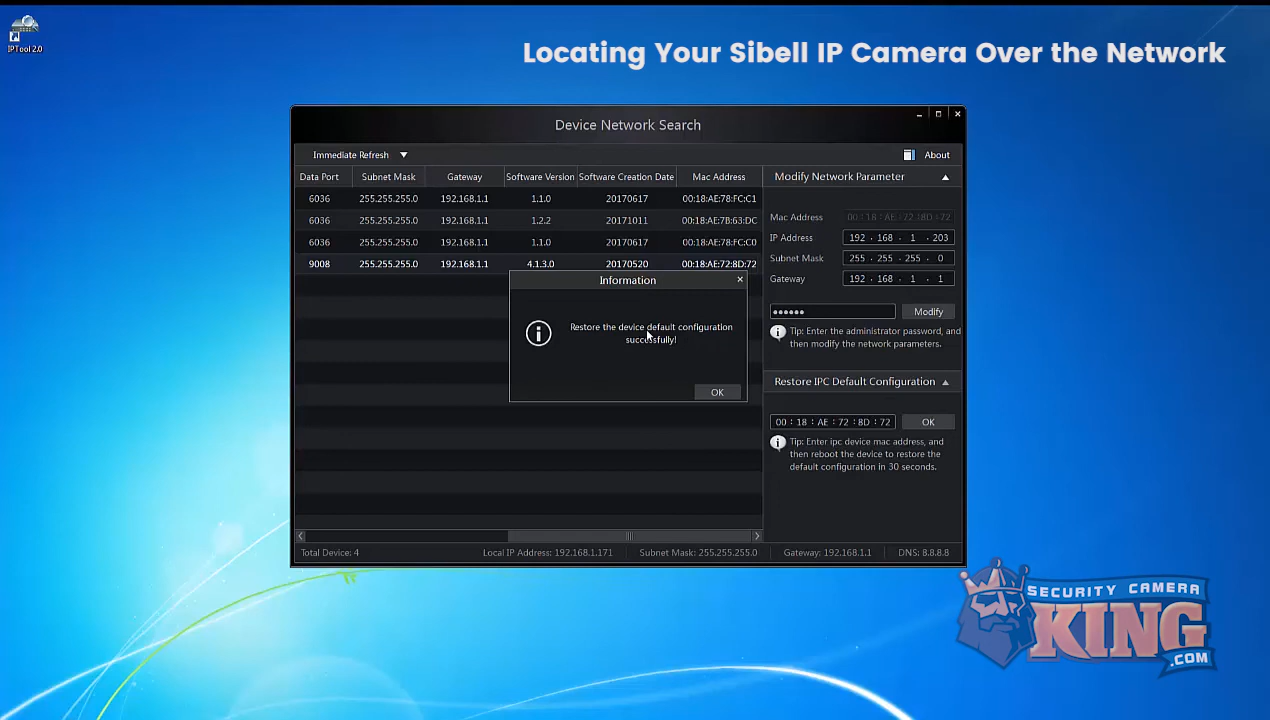 IPTool 2.0
Locating Your Sibell IP Camera Over the Network
Device Network Search
Immediate Refresh
About
Data Port Subnet Mask Gateway Software Version Software Creation Date Mac Address
6036 255.255.255.0 192.168.1.1 1.1.0 20170617 00:18:AE:78:FC:C1
6036 255.255.255.0 192.168.1.1 1.2.2 20171011 00:18:AE:7B:63:DC
6036 255.255.255.0 192.168.1.1 1.1.0 20170617 00:18:AE:78:FC:C0
9008 255.255.255.0 192.168.1.1 4.1.3.0 20170520 00:18:AE:72:8D:72
Information
Restore the device default configuration
successfully!
OK
Modify Network Parameter
Mac Address 00 : 18 : AE : 72 : 8D : 72
IP Address 192 . 168 . 1 . 203
Subnet Mask 255 . 255 . 255 . 0
Gateway 192 . 168 . 1 . 1
●●●●●● Modify
Tip: Enter the administrator password, and
then modify the network parameters.
Restore IPC Default Configuration
00 : 18 : AE : 72 : 8D : 72 OK
Tip: Enter ipc device mac address, and
then reboot the device to restore the
default configuration in 30 seconds.
Total Device: 4 Local IP Address: 192.168.1.171 Subnet Mask: 255.255.255.0 Gateway: 192.168.1.1 DNS: 8.8.8.8
SECURITY CAMERA
KING
.COM